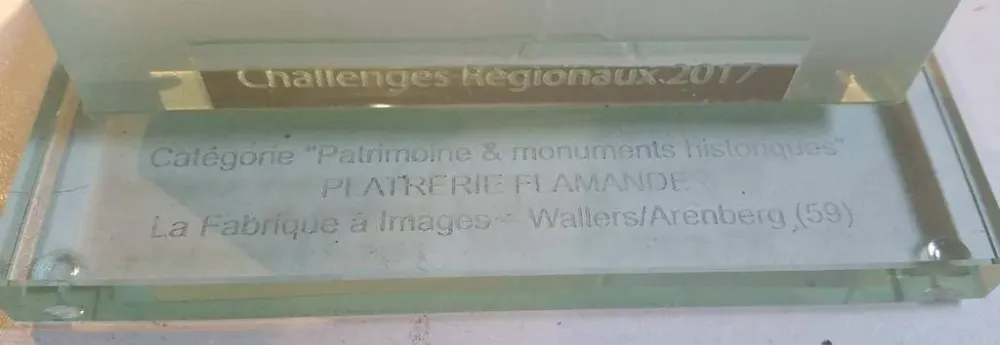 Challenges Régionaux 2017
Catégorie "Patrimoine & monuments historiques"
PLATRERIE FLAMANDE
La Fabrique à Images - Wallers/Arenberg (59)